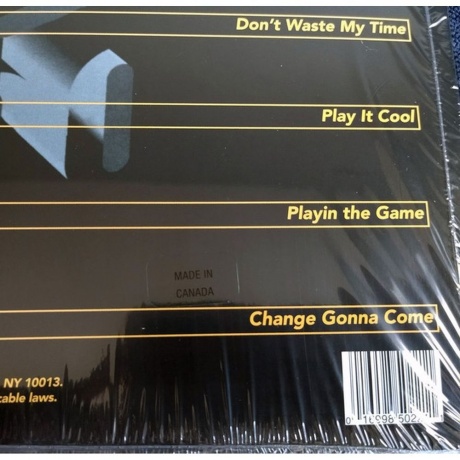 Don't Waste My Time
Play It Cool
Playin the Game
MADE IN
CANADA
Change Gonna Come
NY 10013.
cable laws.